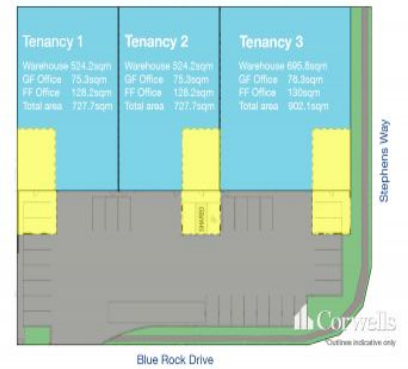 Tenancy 1
Warehouse 524.2sqm
GF Office 75.3sqm
FF Office 128.2sqm
Total area 727.7sqm
Tenancy 2
Warehouse 524.2sqm
GF Office 75.3sqm
FF Office 128.2sqm
Total area 727.7sqm
Tenancy 3
Warehouse 695.8sqm
GF Office 76.3sqm
FF Office 130sqm
Total area 902.1sqm
SHARED
Stephens Way
Corwells
*Outlines indicative only
Blue Rock Drive